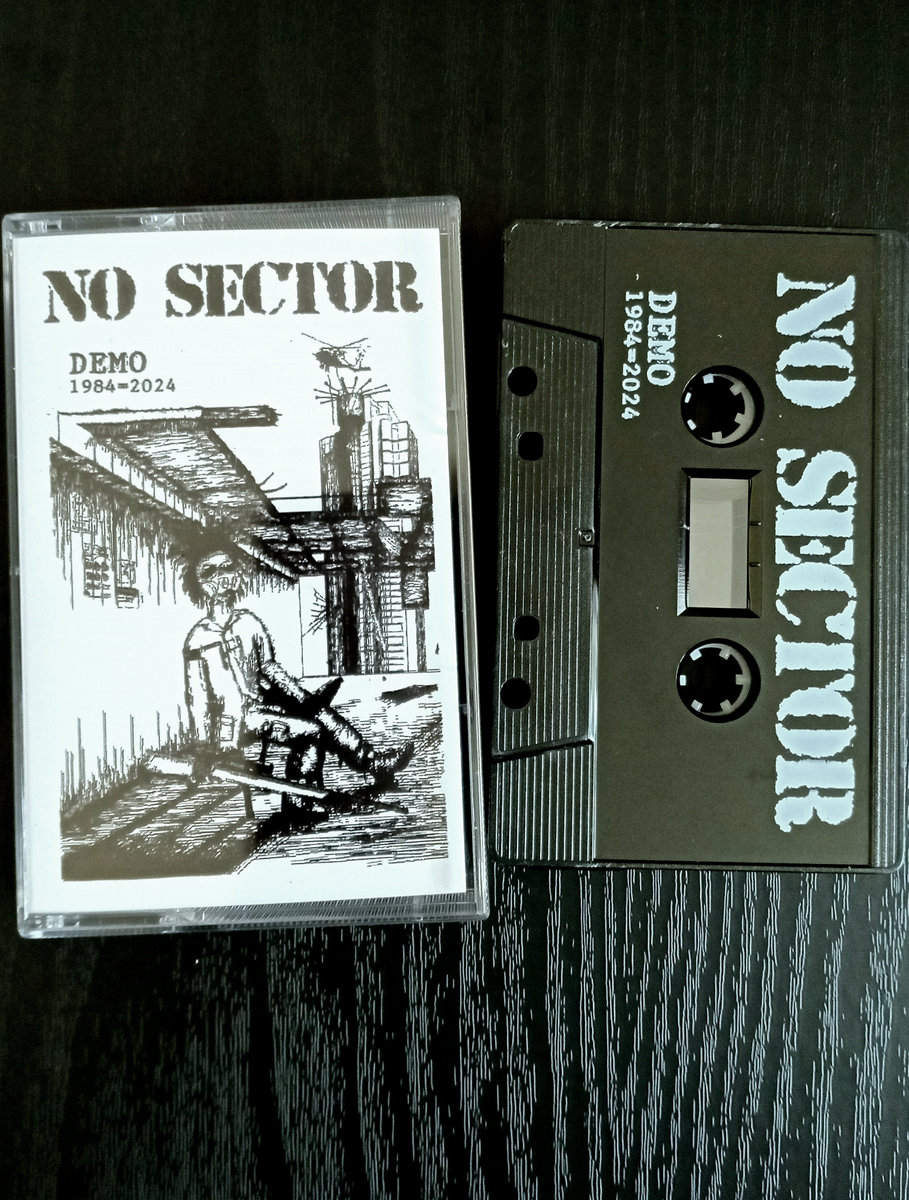 NO SECTOR
DEMO
1984=2024
NO SECTOR
DEMO
1984=2024